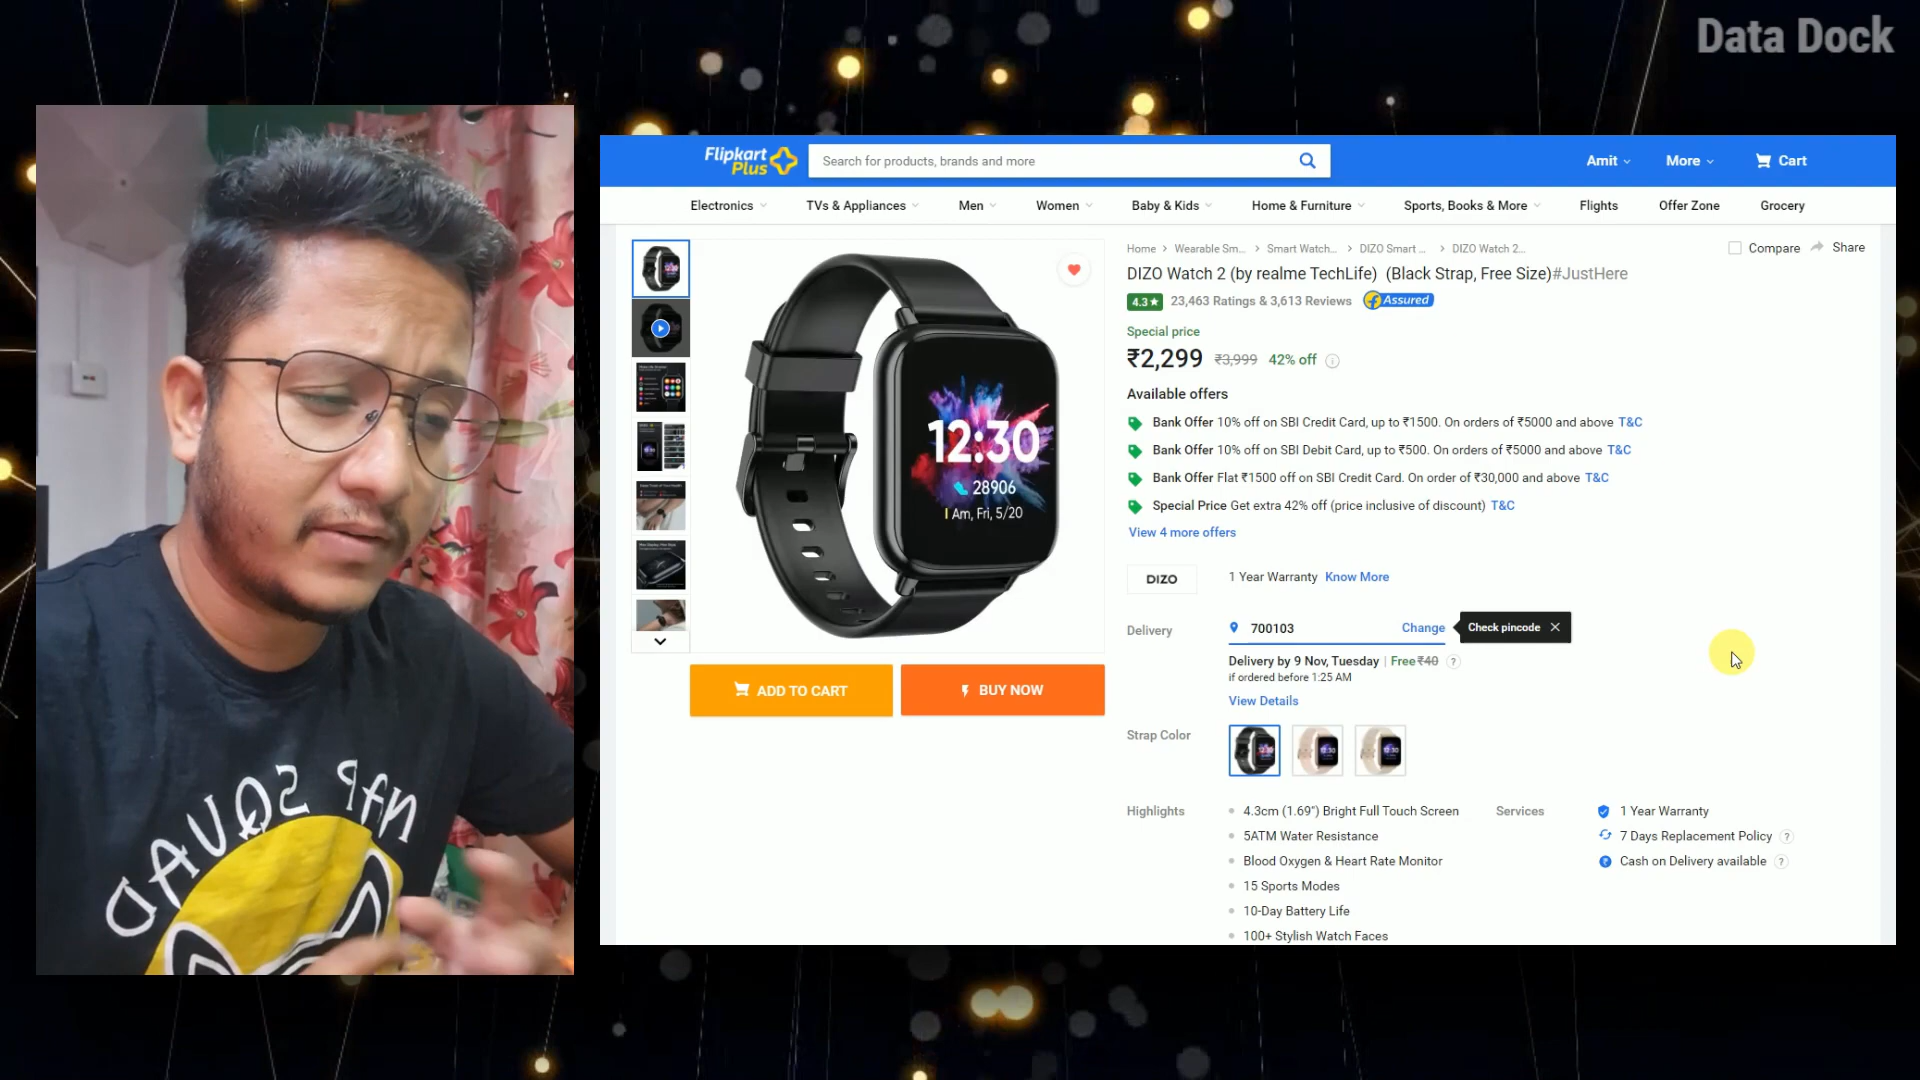 Data Dock
Flipkart
Plus
Search for products, brands and more
Amit
More
Cart
Electronics
TVs & Appliances
Men
Women
Baby & Kids
Home & Furniture
Sports, Books & More
Flights
Offer Zone
Grocery
Home > Wearable Sm... > Smart Watch... > DIZO Smart ... > DIZO Watch 2...
Compare
Share
DIZO Watch 2 (by realme TechLife) (Black Strap, Free Size)#JustHere
4.3★ 23,463 Ratings & 3,613 Reviews Assured
Special price
₹2,299 ₹3,999 42% off
Available offers
Bank Offer 10% off on SBI Credit Card, up to ₹1500. On orders of ₹5000 and above T&C
Bank Offer 10% off on SBI Debit Card, up to ₹500. On orders of ₹5000 and above T&C
Bank Offer Flat ₹1500 off on SBI Credit Card. On order of ₹30,000 and above T&C
Special Price Get extra 42% off (price inclusive of discount) T&C
View 4 more offers
12:30
28906
Am, Fri, 5/20
DIZO
1 Year Warranty Know More
Delivery
700103
Change
Check pincode
Delivery by 9 Nov, Tuesday | Free ₹40 ?
if ordered before 1:25 AM
View Details
ADD TO CART
BUY NOW
Strap Color
Highlights
4.3cm (1.69") Bright Full Touch Screen
5ATM Water Resistance
Blood Oxygen & Heart Rate Monitor
15 Sports Modes
10-Day Battery Life
100+ Stylish Watch Faces
Services
1 Year Warranty
7 Days Replacement Policy ?
Cash on Delivery available ?
NAP SQUAD